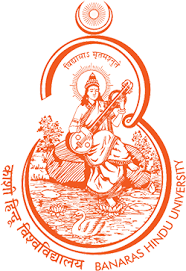 विद्ययाऽमृतमश्नुते
काशी हिन्दू विश्वविद्यालय
BANARAS HINDU UNIVERSITY